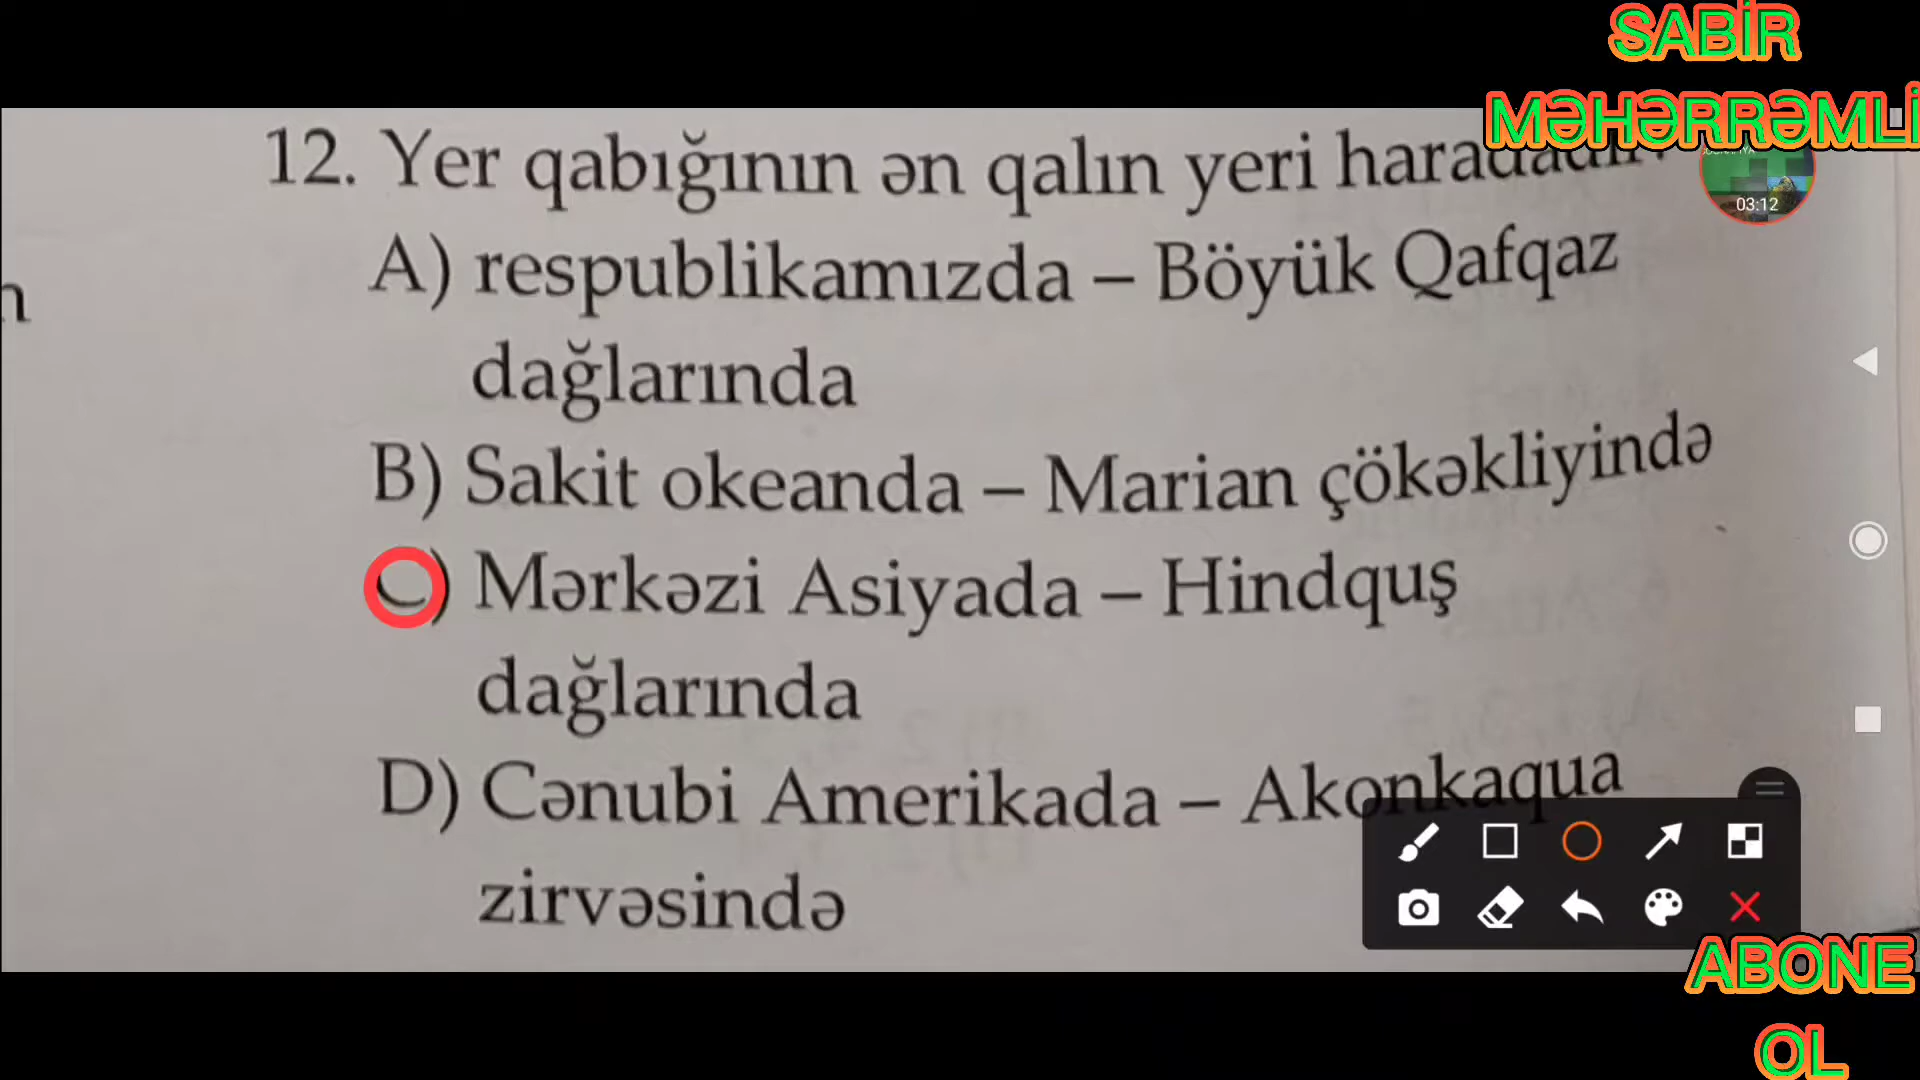 SABİR
MƏHƏRRƏMLİ
12. Yer qabığının ən qalın yeri
03:12
A) respublikamızda – Böyük Qafqaz
dağlarında
B) Sakit okeanda – Marian çökəkliyində
C) Mərkəzi Asiyada – Hindquş
dağlarında
D) Cənubi Amerikada – Akonkaqua
zirvəsində
ABONE
OL